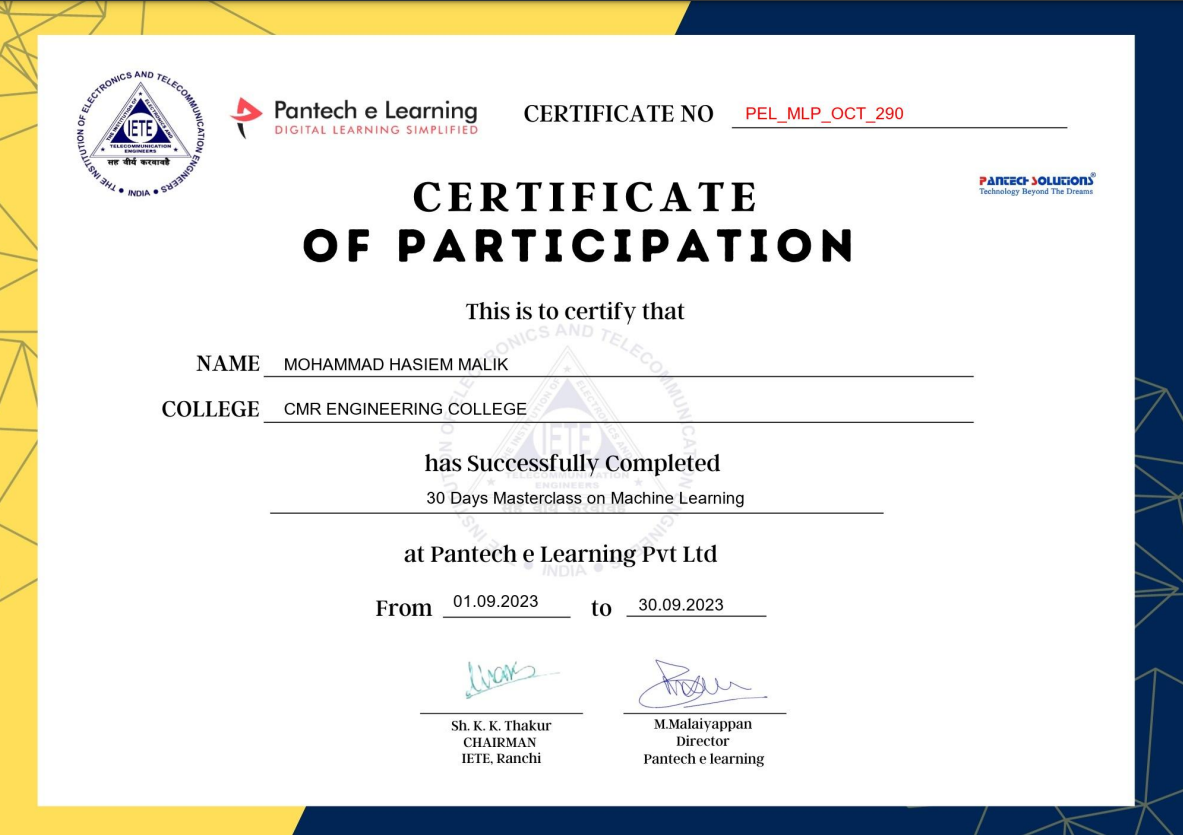 THE INSTITUTION OF ELECTRONICS AND TELECOMMUNICATION ENGINEERS
INDIA
IETE
TELECOMMUNICATION
ENGINEERS
सह वीर्य करवावहै
Pantech e Learning
DIGITAL LEARNING SIMPLIFIED
CERTIFICATE NO PEL_MLP_OCT_290
PANTECH SOLUTIONS®
Technology Beyond The Dreams
CERTIFICATE
OF PARTICIPATION
This is to certify that
NAME MOHAMMAD HASIEM MALIK
COLLEGE CMR ENGINEERING COLLEGE
has Successfully Completed
30 Days Masterclass on Machine Learning
at Pantech e Learning Pvt Ltd
From 01.09.2023 to 30.09.2023
Sh. K. K. Thakur
CHAIRMAN
IETE, Ranchi
M.Malaiyappan
Director
Pantech e learning